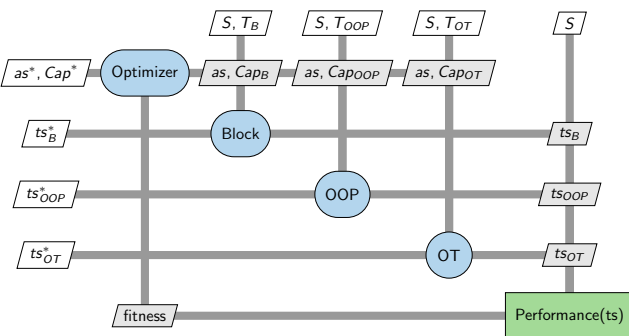 S, T_B
S, T_OOP
S, T_OT
S
as*, Cap*
Optimizer
as, Cap_B
as, Cap_OOP
as, Cap_OT
ts*_B
Block
ts_B
ts*_OOP
OOP
ts_OOP
ts*_OT
OT
ts_OT
fitness
Performance(ts)